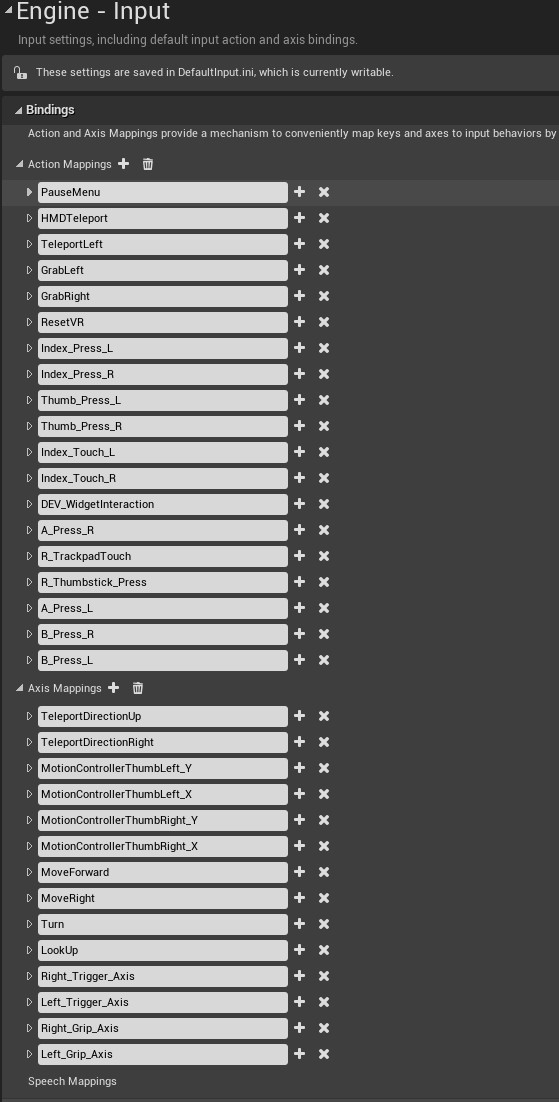 Engine - Input
Input settings, including default input action and axis bindings.
These settings are saved in DefaultInput.ini, which is currently writable.
Bindings
Action and Axis Mappings provide a mechanism to conveniently map keys and axes to input behaviors by
Action Mappings
PauseMenu
HMDTeleport
TeleportLeft
GrabLeft
GrabRight
ResetVR
Index_Press_L
Index_Press_R
Thumb_Press_L
Thumb_Press_R
Index_Touch_L
Index_Touch_R
DEV_WidgetInteraction
A_Press_R
R_TrackpadTouch
R_Thumbstick_Press
A_Press_L
B_Press_R
B_Press_L
Axis Mappings
TeleportDirectionUp
TeleportDirectionRight
MotionControllerThumbLeft_Y
MotionControllerThumbLeft_X
MotionControllerThumbRight_Y
MotionControllerThumbRight_X
MoveForward
MoveRight
Turn
LookUp
Right_Trigger_Axis
Left_Trigger_Axis
Right_Grip_Axis
Left_Grip_Axis
Speech Mappings